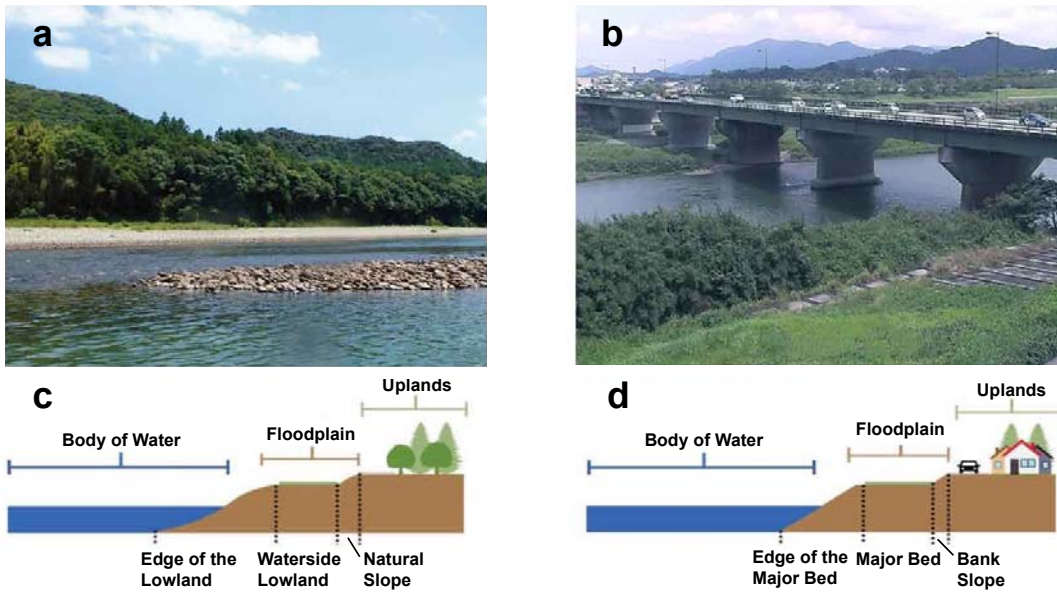 a
b
c
Uplands
Body of Water
Floodplain
Edge of the
Lowland
Waterside
Lowland
Natural
Slope
d
Uplands
Body of Water
Floodplain
Edge of the
Major Bed
Major Bed
Bank
Slope